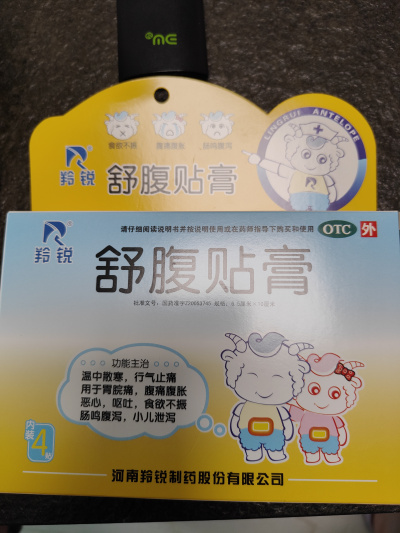 食欲不振
肠鸣腹泻
LINGRUI ANTELOPE
羚锐
舒腹贴膏
请仔细阅读说明书并按说明使用或在药师指导下购买和使用
OTC 外
羚锐
舒腹贴膏
功能主治
温中散寒，行气止痛
用于胃脘痛，腹痛腹胀
恶心，呕吐，食欲不振
肠鸣腹泻，小儿泄泻
内装4贴
河南羚锐制药股份有限公司